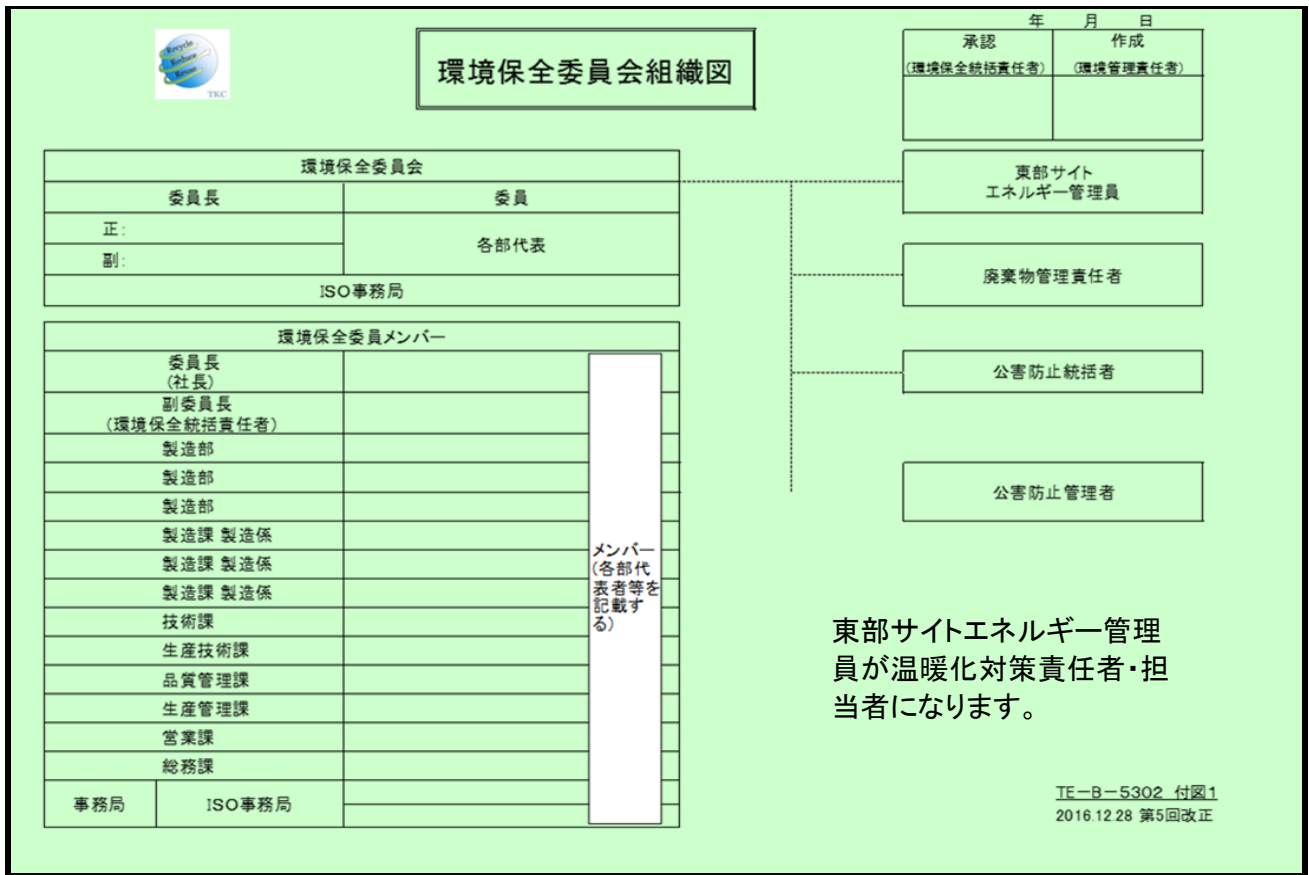 Recycle
Reduce
Reuse
TKC
環境保全委員会組織図
年 月 日
承認 作成
(環境保全統括責任者) (環境管理責任者)
環境保全委員会
委員長 委員
正:
副:
各部代表
ISO事務局
東部サイト
エネルギー管理員
廃棄物管理責任者
公害防止統括者
公害防止管理者
環境保全委員メンバー
委員長
(社長)
副委員長
(環境保全統括責任者)
製造部
製造部
製造部
製造課 製造係
製造課 製造係
製造課 製造係
技術課
生産技術課
品質管理課
生産管理課
営業課
総務課
事務局 ISO事務局
メンバー
(各部代
表者等を
記載す
る)
東部サイトエネルギー管理
員が温暖化対策責任者・担
当者になります。
TE-B-5302 付図1
2016.12.28 第5回改正